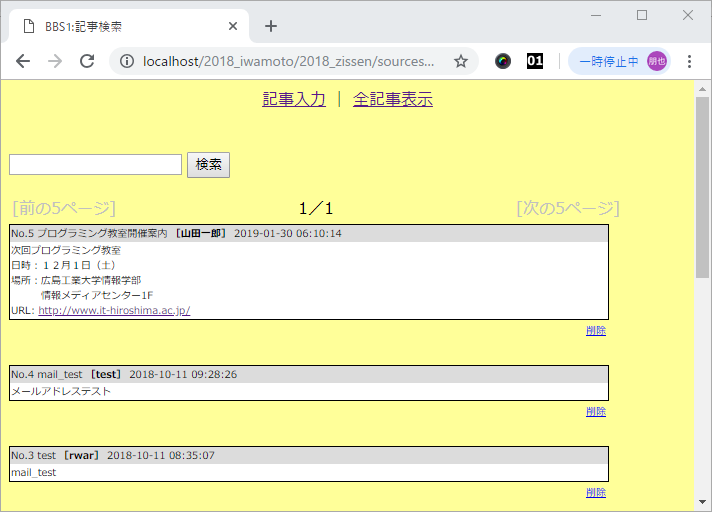 BBS1:記事検索
localhost/2018_iwamoto/2018_zissen/sources...
01
一時停止中
朋也
記事入力 ｜ 全記事表示
検索
[前の5ページ] 1／1 [次の5ページ]
No.5 プログラミング教室開催案内 [山田一郎] 2019-01-30 06:10:14
次回プログラミング教室
日時：１２月１日（土）
場所：広島工業大学情報学部
情報メディアセンター1F
URL: http://www.it-hiroshima.ac.jp/
削除
No.4 mail_test [test] 2018-10-11 09:28:26
メールアドレステスト
削除
No.3 test [rwar] 2018-10-11 08:35:07
mail_test
削除